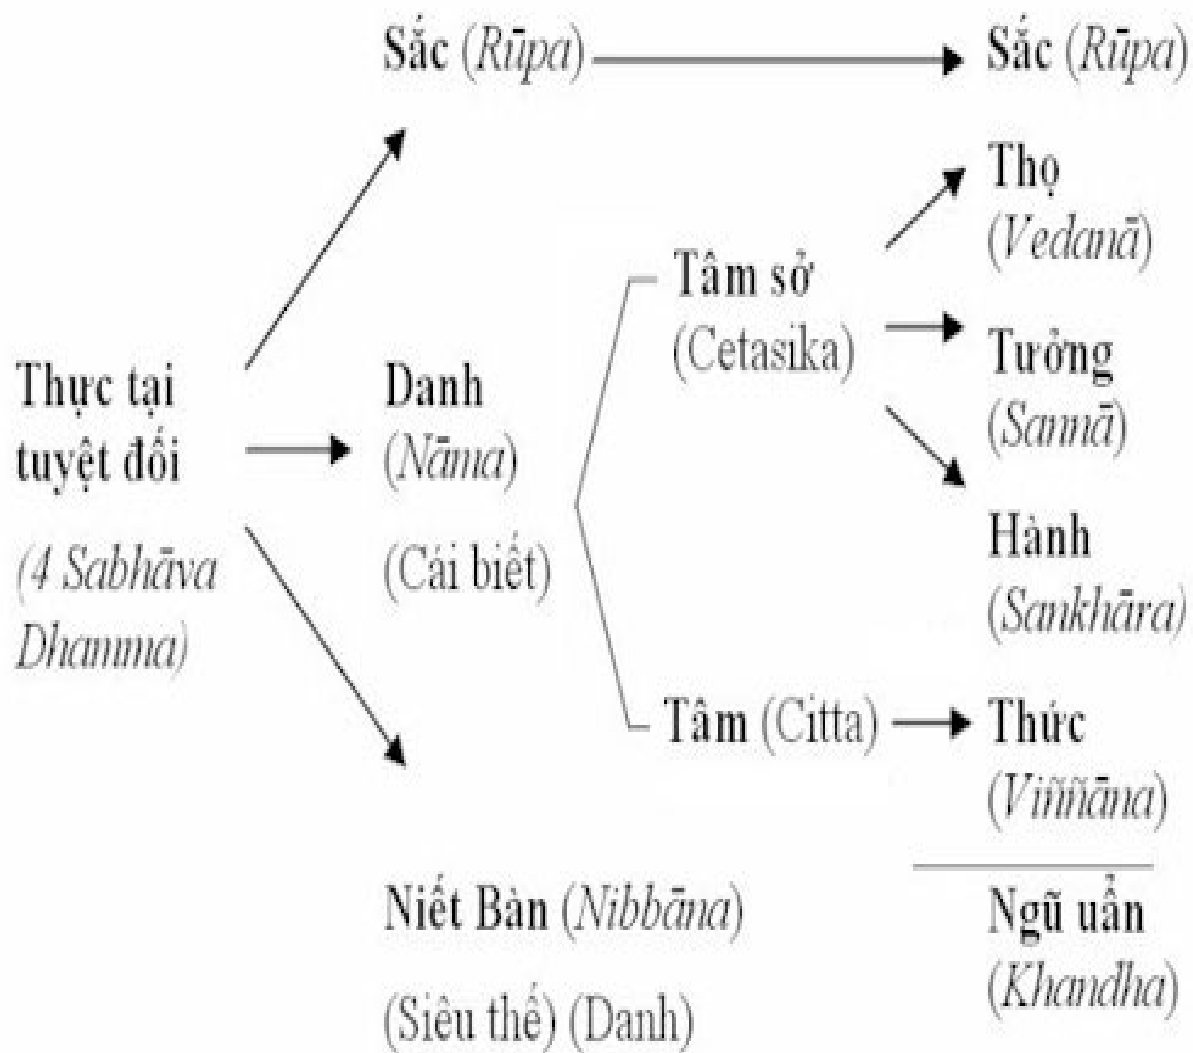 Sắc (Rūpa)
Sắc (Rūpa)
Thọ
(Vedanā)
Tâm sở
(Cetasika)
Tưởng
(Sannā)
Thực tại
tuyệt đối
(4 Sabhāva
Dhamma)
Danh
(Nāma)
(Cái biết)
Hành
(Sankhāra)
Tâm (Citta)
Thức
(Viññāna)
Niết Bàn (Nibbāna)
(Siêu thế) (Danh)
Ngũ uẩn
(Khandha)